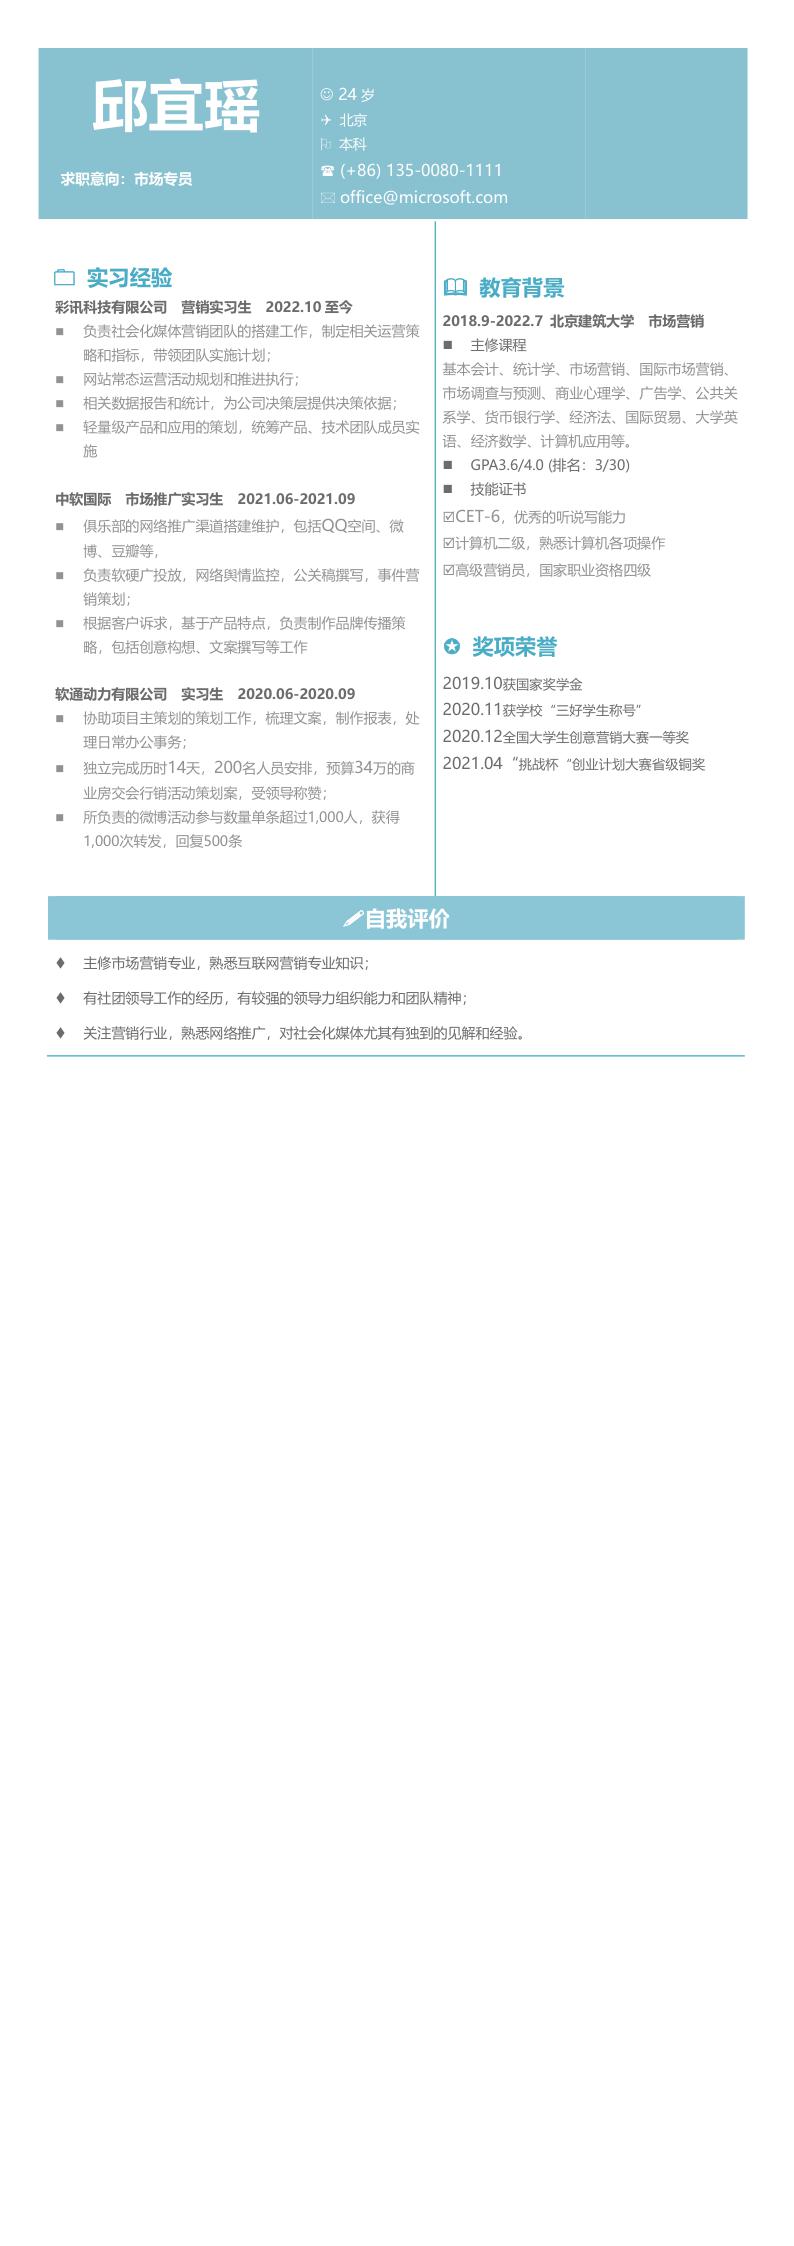 邱宜瑶
求职意向：市场专员
24 岁
北京
本科
(+86) 135-0080-1111
office@microsoft.com
实习经验
彩讯科技有限公司　营销实习生　2022.10 至今
■ 负责社会化媒体营销团队的搭建工作，制定相关运营策
略和指标，带领团队实施计划；
■ 网站常态运营活动规划和推进执行；
■ 相关数据报告和统计，为公司决策层提供决策依据；
■ 轻量级产品和应用的策划，统筹产品、技术团队成员实
施
中软国际　市场推广实习生　2021.06-2021.09
■ 俱乐部的网络推广渠道搭建维护，包括QQ空间、微
博、豆瓣等，
■ 负责软硬广投放，网络舆情监控，公关稿撰写，事件营
销策划；
■ 根据客户诉求，基于产品特点，负责制作品牌传播策
略，包括创意构想、文案撰写等工作
软通动力有限公司　实习生　2020.06-2020.09
■ 协助项目主策划的策划工作，梳理文案，制作报表，处
理日常办公事务；
■ 独立完成历时14天，200名人员安排，预算34万的商
业房交会行销活动策划案，受领导称赞；
■ 所负责的微博活动参与数量单条超过1,000人，获得
1,000次转发，回复500条
教育背景
2018.9-2022.7 北京建筑大学　市场营销
■ 主修课程
基本会计、统计学、市场营销、国际市场营销、
市场调查与预测、商业心理学、广告学、公共关
系学、货币银行学、经济法、国际贸易、大学英
语、经济数学、计算机应用等。
■ GPA3.6/4.0 (排名：3/30)
■ 技能证书
☑CET-6，优秀的听说写能力
☑计算机二级，熟悉计算机各项操作
☑高级营销员，国家职业资格四级
奖项荣誉
2019.10获国家奖学金
2020.11获学校“三好学生称号”
2020.12全国大学生创意营销大赛一等奖
2021.04“挑战杯“创业计划大赛省级铜奖
自我评价
♦ 主修市场营销专业，熟悉互联网营销专业知识；
♦ 有社团领导工作的经历，有较强的领导力组织能力和团队精神；
♦ 关注营销行业，熟悉网络推广，对社会化媒体尤其有独到的见解和经验。